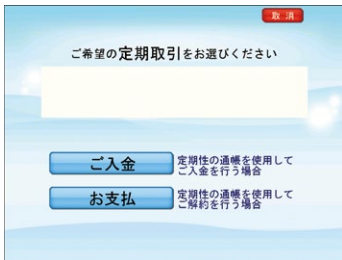 取消
ご希望の定期取引をお選びください
ご入金
定期性の通帳を使用して
ご入金を行う場合
お支払
定期性の通帳を使用して
ご解約を行う場合